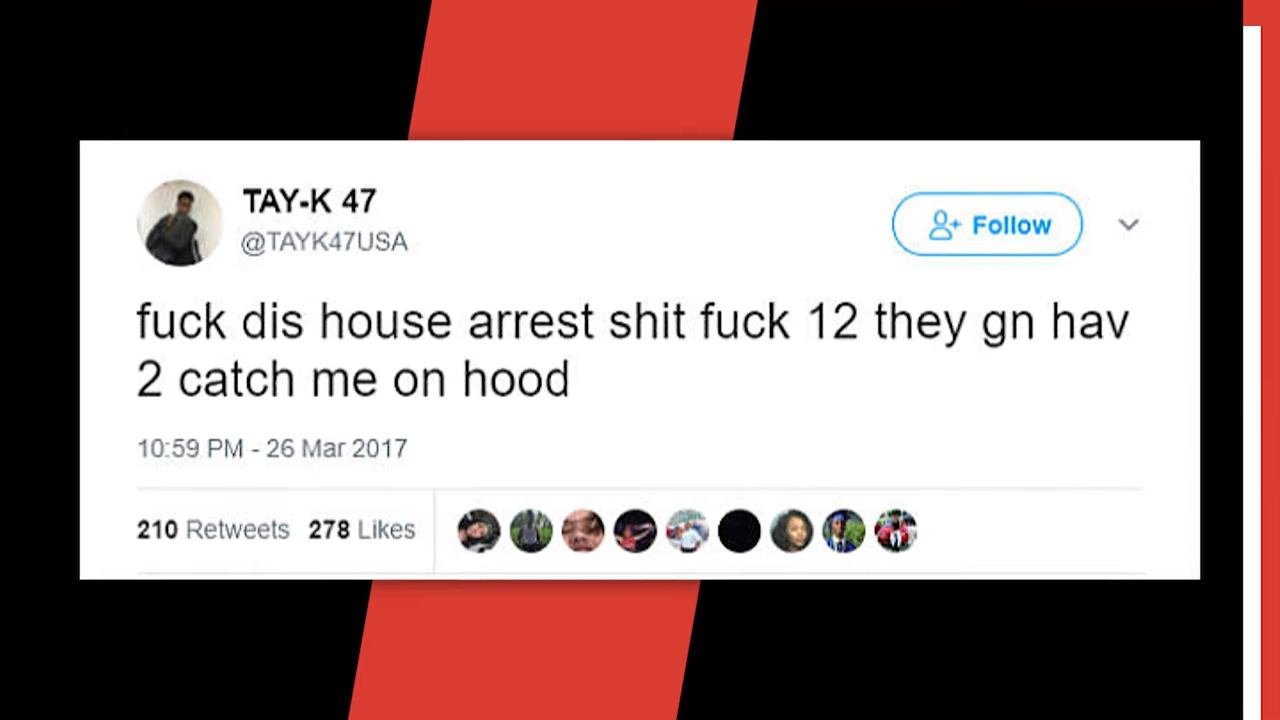 TAY-K 47
@TAYK47USA
Follow
fuck dis house arrest shit fuck 12 they gn hav
2 catch me on hood
10:59 PM - 26 Mar 2017
210 Retweets 278 Likes